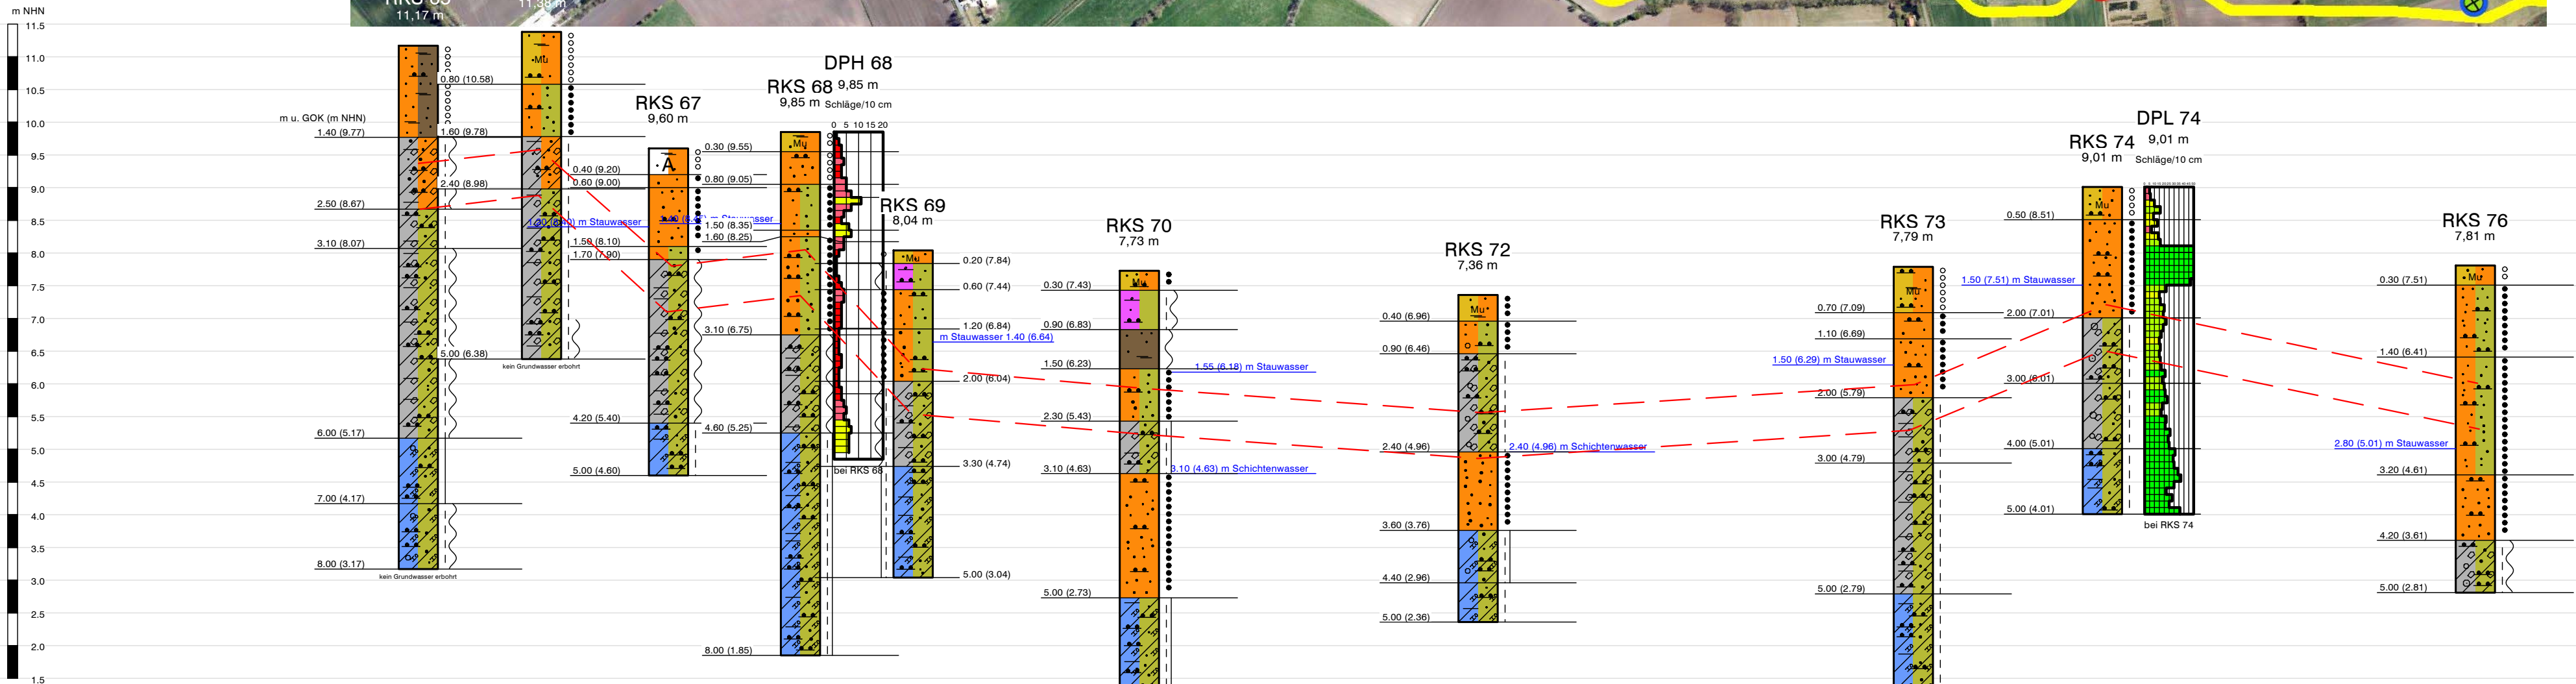 m NHN
11.5
11.0
10.5
10.0
9.5
9.0
8.5
8.0
7.5
7.0
6.5
6.0
5.5
5.0
4.5
4.0
3.5
3.0
2.5
2.0
1.5
11,17 m
11,38 m
m u. GOK (m NHN)
1.40 (9.77)
2.50 (8.67)
3.10 (8.07)
6.00 (5.17)
7.00 (4.17)
8.00 (3.17)
kein Grundwasser erbohrt
Mu
0.80 (10.58)
1.60 (9.78)
2.40 (8.98)
5.00 (6.38)
kein Grundwasser erbohrt
m Stauwasser
RKS 67
9,60 m
A
0.40 (9.20)
0.60 (9.00)
1.50 (8.10)
1.70 (7.90)
4.20 (5.40)
5.00 (4.60)
m Stauwasser
RKS 68
9,85 m
Mu
0.30 (9.55)
0.80 (9.05)
1.50 (8.35)
1.60 (8.25)
3.10 (6.75)
4.60 (5.25)
8.00 (1.85)
DPH 68
9,85 m
Schläge/10 cm
0 5 10 15 20
bei RKS 68
RKS 69
8,04 m
Mu
0.20 (7.84)
0.60 (7.44)
1.20 (6.84)
m Stauwasser 1.40 (6.64)
2.00 (6.04)
3.30 (4.74)
5.00 (3.04)
RKS 70
7,73 m
Mu
0.30 (7.43)
0.90 (6.83)
1.50 (6.23)
1.55 (6.18) m Stauwasser
2.30 (5.43)
3.10 (4.63)
3.10 (4.63) m Schichtenwasser
5.00 (2.73)
RKS 72
7,36 m
Mu
0.40 (6.96)
0.90 (6.46)
2.40 (4.96)
2.40 (4.96) m Schichtenwasser
3.60 (3.76)
4.40 (2.96)
5.00 (2.36)
RKS 73
7,79 m
Mu
0.70 (7.09)
1.10 (6.69)
1.50 (6.29) m Stauwasser
2.00 (5.79)
3.00 (4.79)
5.00 (2.79)
RKS 74
9,01 m
Mu
0.50 (8.51)
1.50 (7.51) m Stauwasser
2.00 (7.01)
3.00 (6.01)
4.00 (5.01)
5.00 (4.01)
DPL 74
9,01 m
Schläge/10 cm
bei RKS 74
RKS 76
7,81 m
Mu
0.30 (7.51)
1.40 (6.41)
2.80 (5.01) m Stauwasser
3.20 (4.61)
4.20 (3.61)
5.00 (2.81)